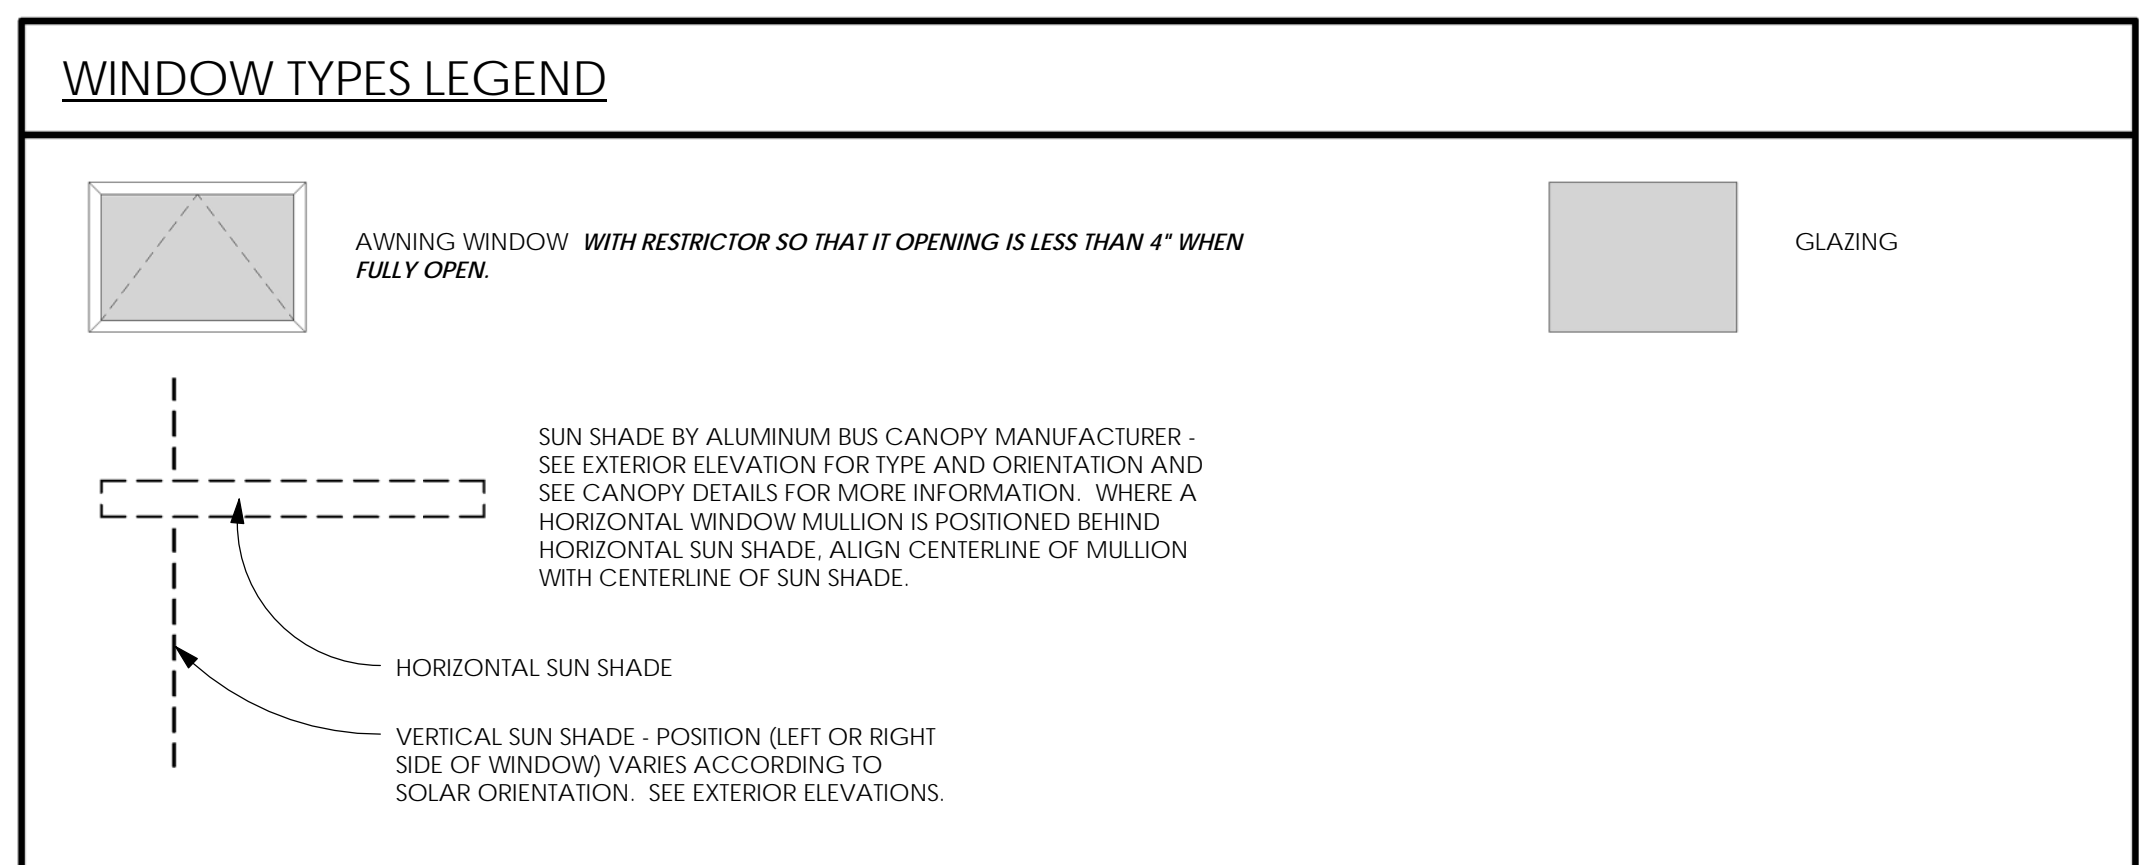 WINDOW TYPES LEGEND
AWNING WINDOW WITH RESTRICTOR SO THAT IT OPENING IS LESS THAN 4" WHEN
FULLY OPEN.
GLAZING
SUN SHADE BY ALUMINUM BUS CANOPY MANUFACTURER -
SEE EXTERIOR ELEVATION FOR TYPE AND ORIENTATION AND
SEE CANOPY DETAILS FOR MORE INFORMATION. WHERE A
HORIZONTAL WINDOW MULLION IS POSITIONED BEHIND
HORIZONTAL SUN SHADE, ALIGN CENTERLINE OF MULLION
WITH CENTERLINE OF SUN SHADE.
HORIZONTAL SUN SHADE
VERTICAL SUN SHADE - POSITION (LEFT OR RIGHT
SIDE OF WINDOW) VARIES ACCORDING TO
SOLAR ORIENTATION. SEE EXTERIOR ELEVATIONS.